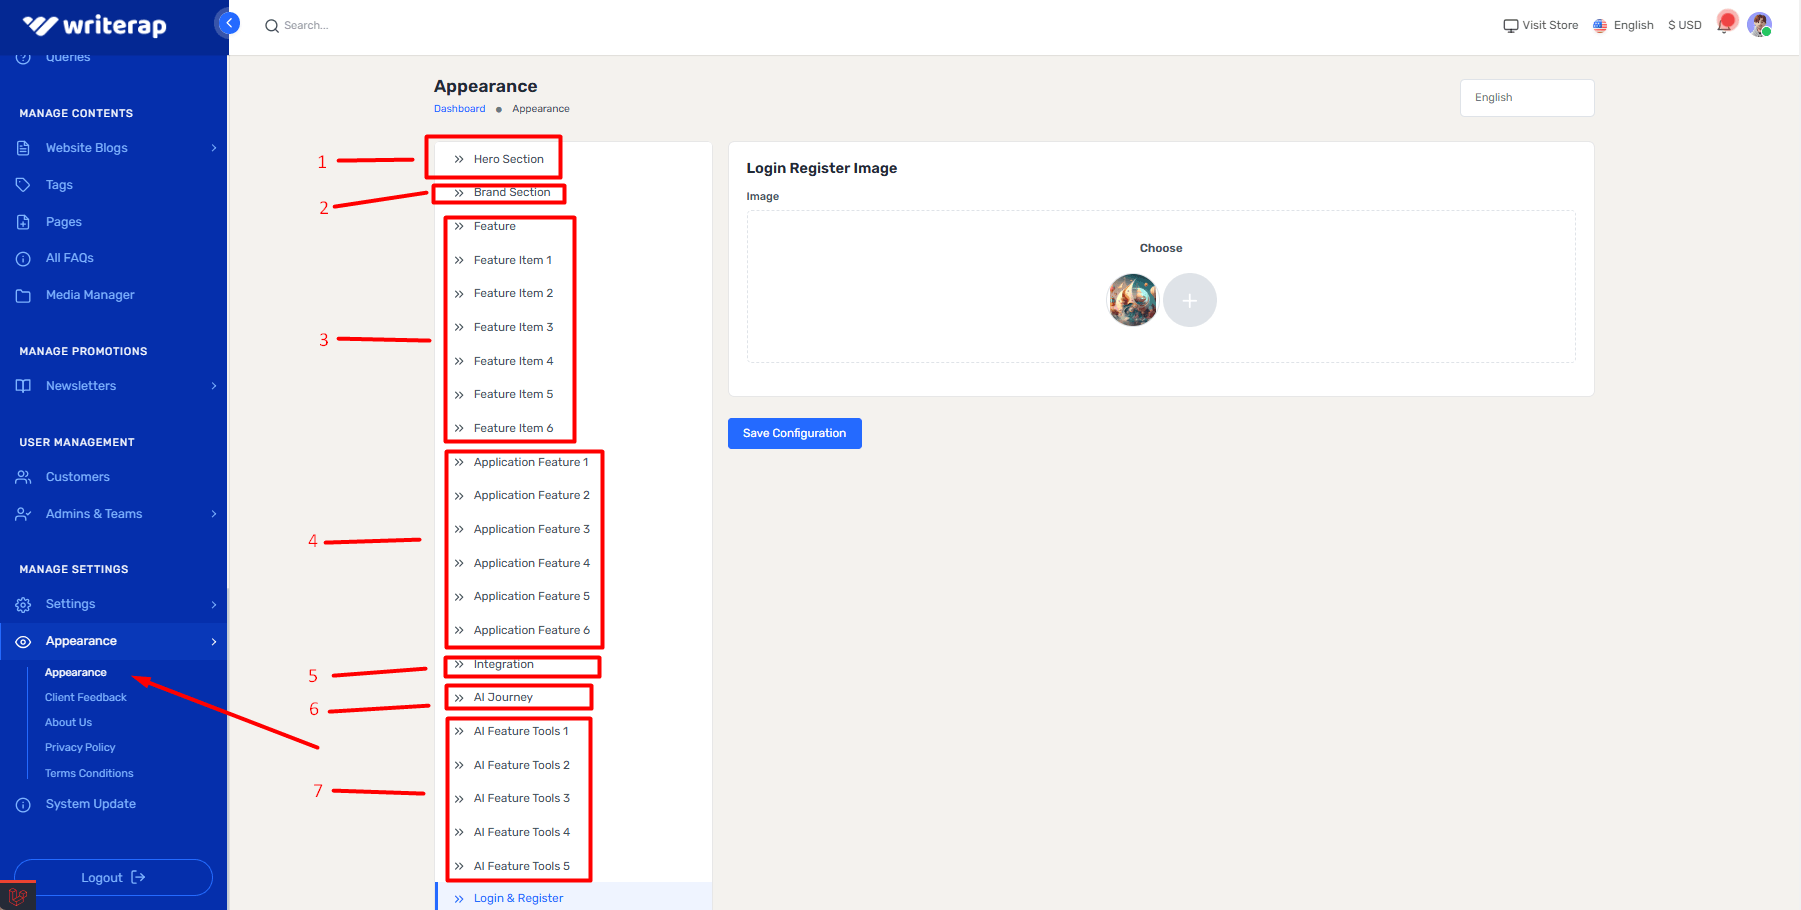 writerap
Search...
Visit Store
English
$ USD
Queries
MANAGE CONTENTS
Website Blogs
Tags
Pages
All FAQs
Media Manager
MANAGE PROMOTIONS
Newsletters
USER MANAGEMENT
Customers
Admins & Teams
MANAGE SETTINGS
Settings
Appearance
Appearance
Client Feedback
About Us
Privacy Policy
Terms Conditions
System Update
Logout
Appearance
Dashboard
Appearance
English
1
Hero Section
2
Brand Section
3
Feature
Feature Item 1
Feature Item 2
Feature Item 3
Feature Item 4
Feature Item 5
Feature Item 6
4
Application Feature 1
Application Feature 2
Application Feature 3
Application Feature 4
Application Feature 5
Application Feature 6
5
Integration
6
AI Journey
7
AI Feature Tools 1
AI Feature Tools 2
AI Feature Tools 3
AI Feature Tools 4
AI Feature Tools 5
Login & Register
Login Register Image
Image
Choose
Save Configuration